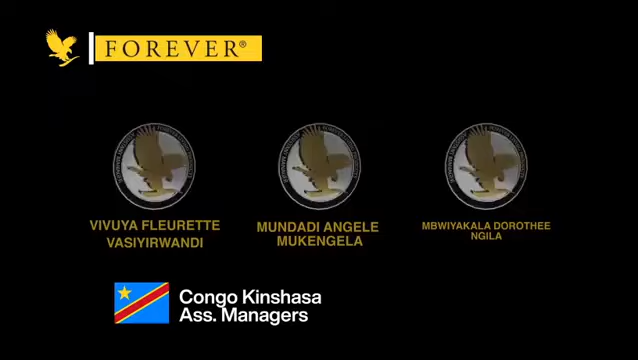 FOREVER®
VIVUYA FLEURETTE
VASIYIRWANDI
MUNDADI ANGELE
MUKENGELA
MBWIYAKALA DOROTHEE
NGILA
Congo Kinshasa
Ass. Managers